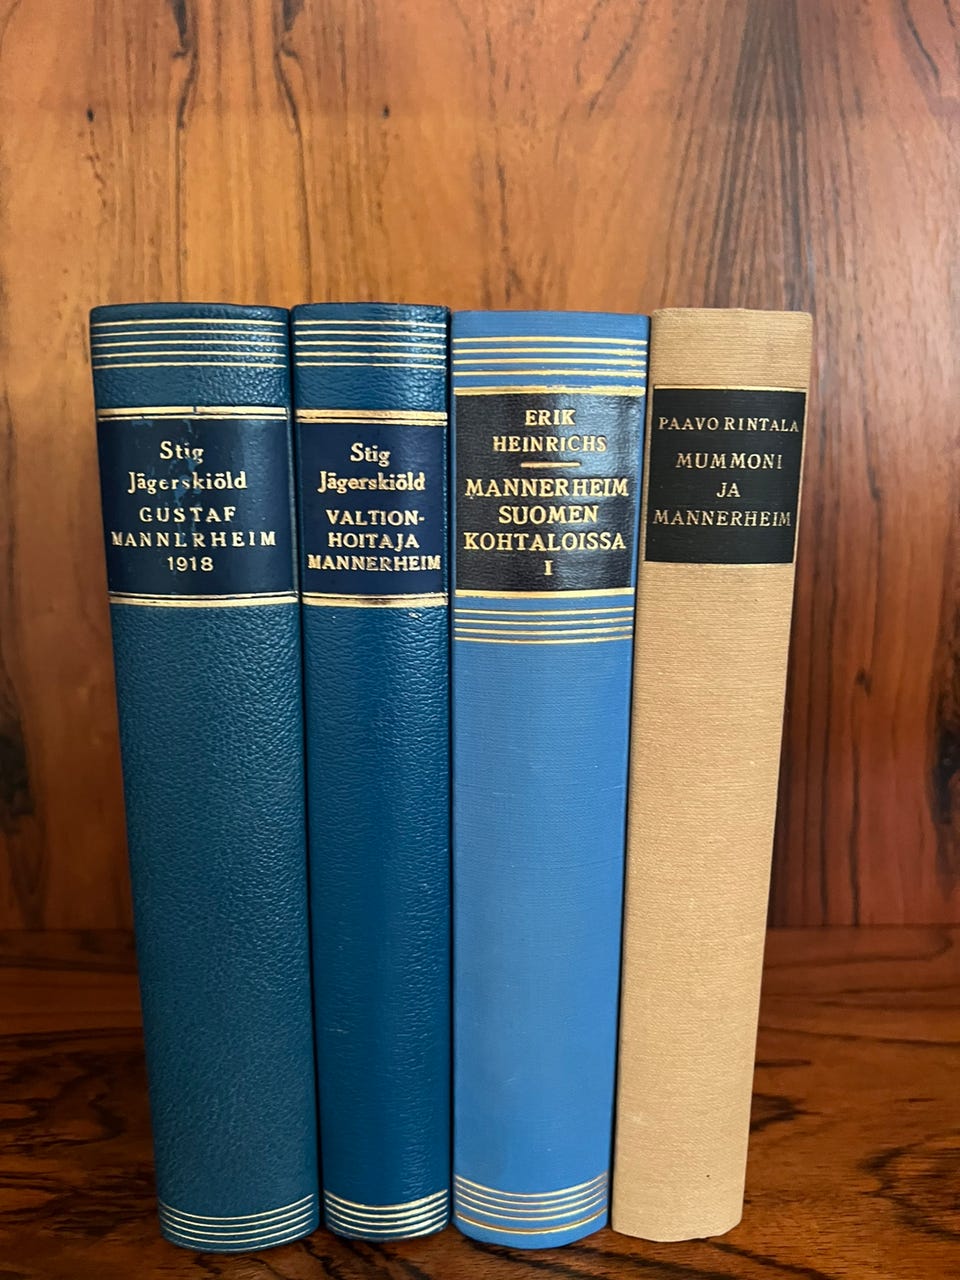 Stig
Jägerskiöld
GUSTAF
MANNERHEIM
1918
Stig
Jägerskiöld
VALTION-
HOITAJA
MANNERHEIM
ERIK
HEINRICHS
MANNERHEIM
SUOMEN
KOHTALOISSA
I
PAAVO RINTALA
MUMMONI
JA
MANNERHEIM